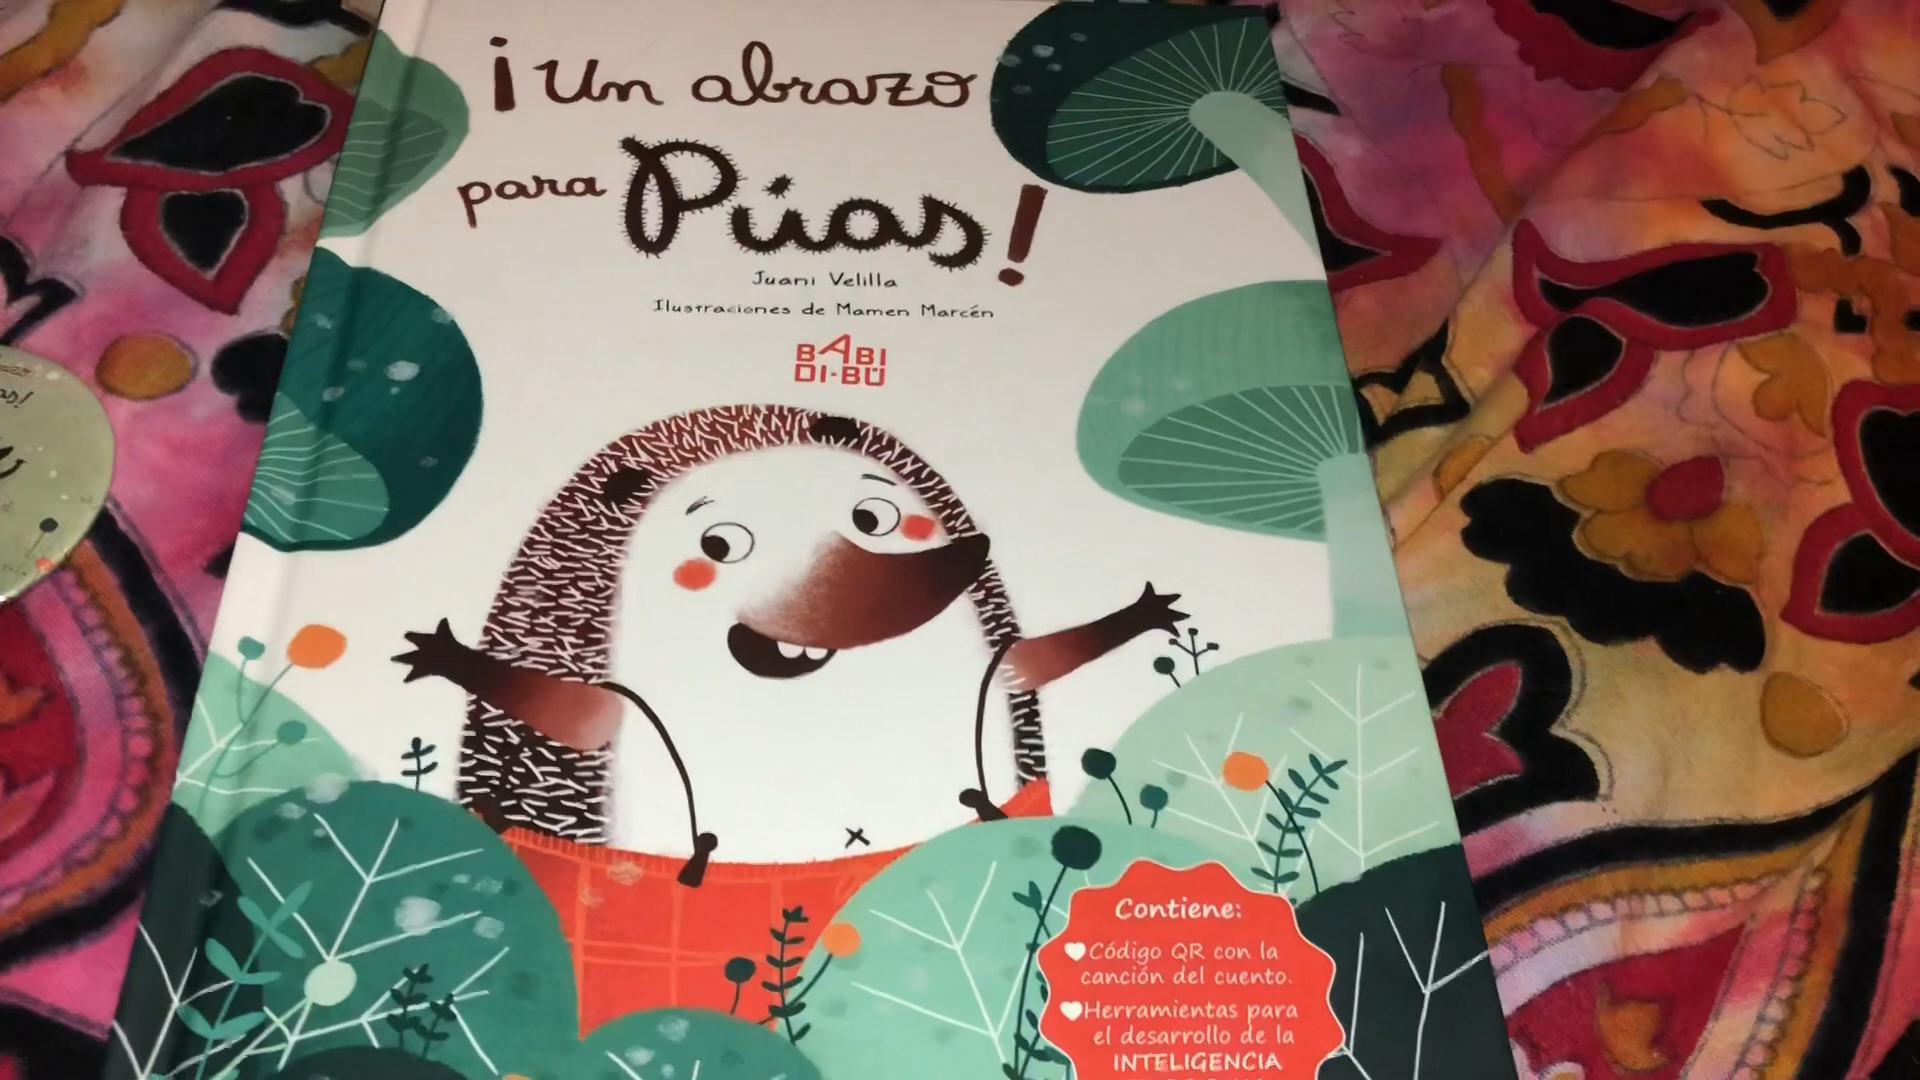 ¡Un abrazo
para Púas!
Juani Velilla
Ilustraciones de Mamen Marcén
BABI
DI-BÚ
Contiene:
Código QR con la
canción del cuento.
Herramientas para
el desarrollo de la
INTELIGENCIA
as!